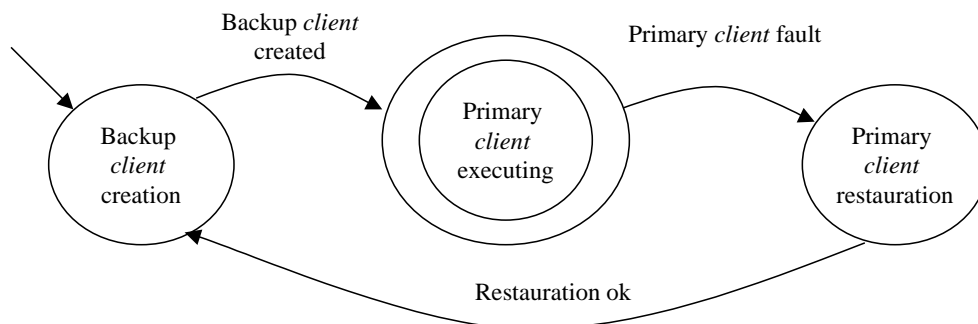 Backup client
created
Primary client fault
Backup
client
creation
Primary
client
executing
Primary
client
restauration
Restauration ok